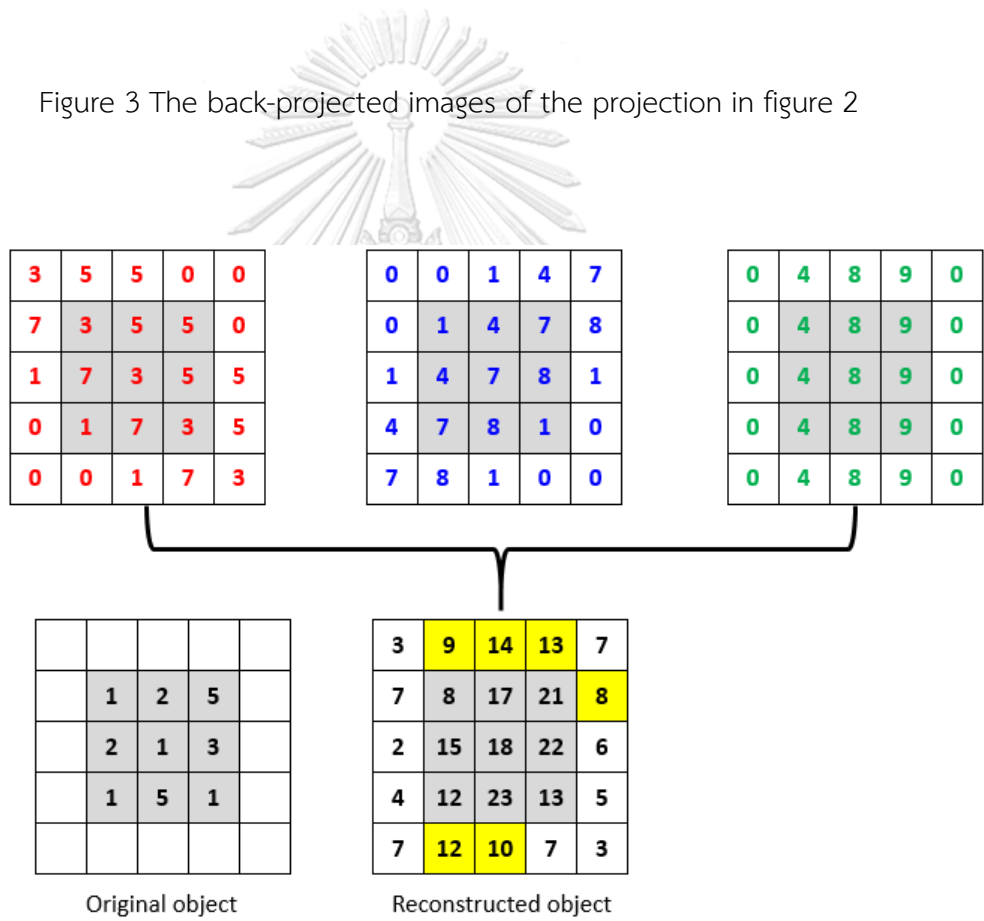 Figure 3 The back-projected images of the projection in figure 2
3 5 5 0 0
7 3 5 5 0
1 7 3 5 5
0 1 7 3 5
0 0 1 7 3
0 0 1 4 7
0 1 4 7 8
1 4 7 8 1
4 7 8 1 0
7 8 1 0 0
0 4 8 9 0
0 4 8 9 0
0 4 8 9 0
0 4 8 9 0
0 4 8 9 0
1 2 5
2 1 3
1 5 1
Original object
3 9 14 13 7
7 8 17 21 8
2 15 18 22 6
4 12 23 13 5
7 12 10 7 3
Reconstructed object